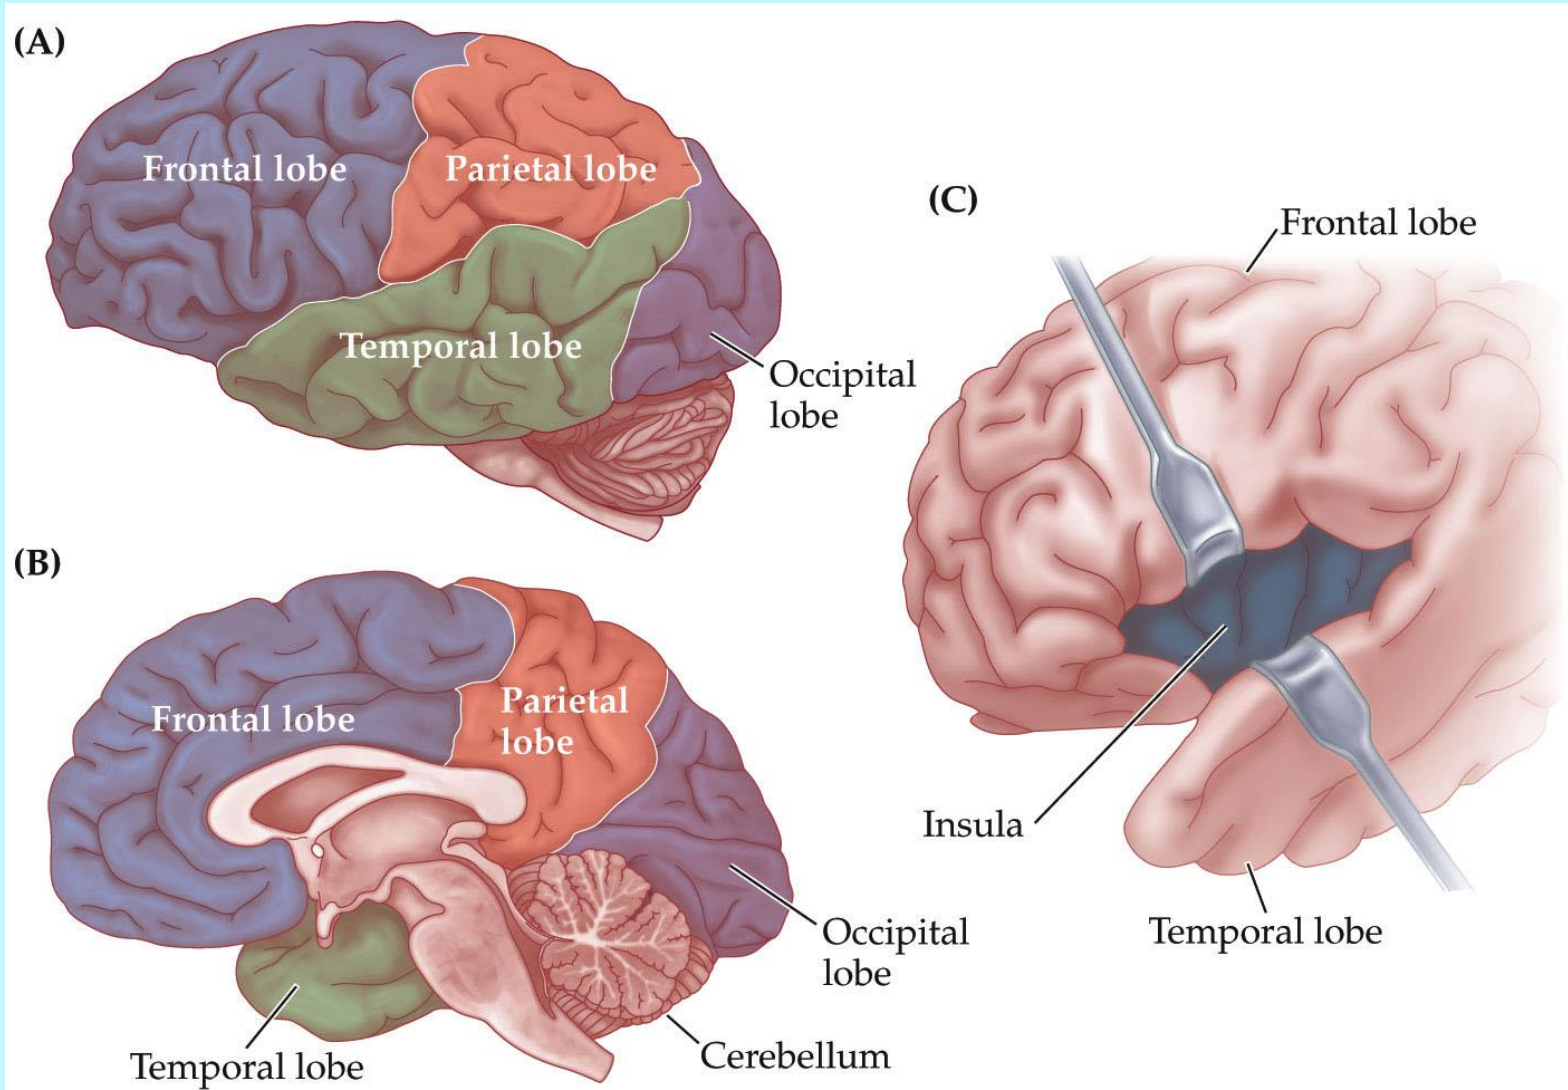 (A)
Frontal lobe
Parietal lobe
Temporal lobe
Occipital
lobe
(B)
Frontal lobe
Parietal
lobe
Occipital
lobe
Temporal lobe
Cerebellum
(C)
Frontal lobe
Insula
Temporal lobe